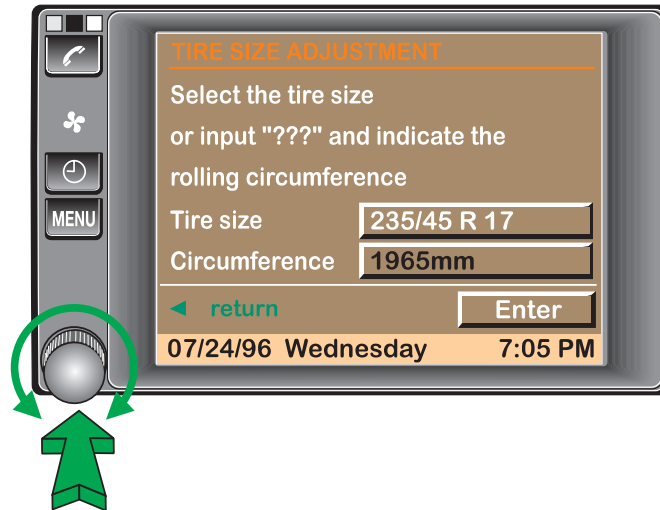 TIRE SIZE ADJUSTMENT
Select the tire size
or input "???" and indicate the
rolling circumference
MENU
Tire size 235/45 R 17
Circumference 1965mm
◄ return Enter
07/24/96 Wednesday 7:05 PM